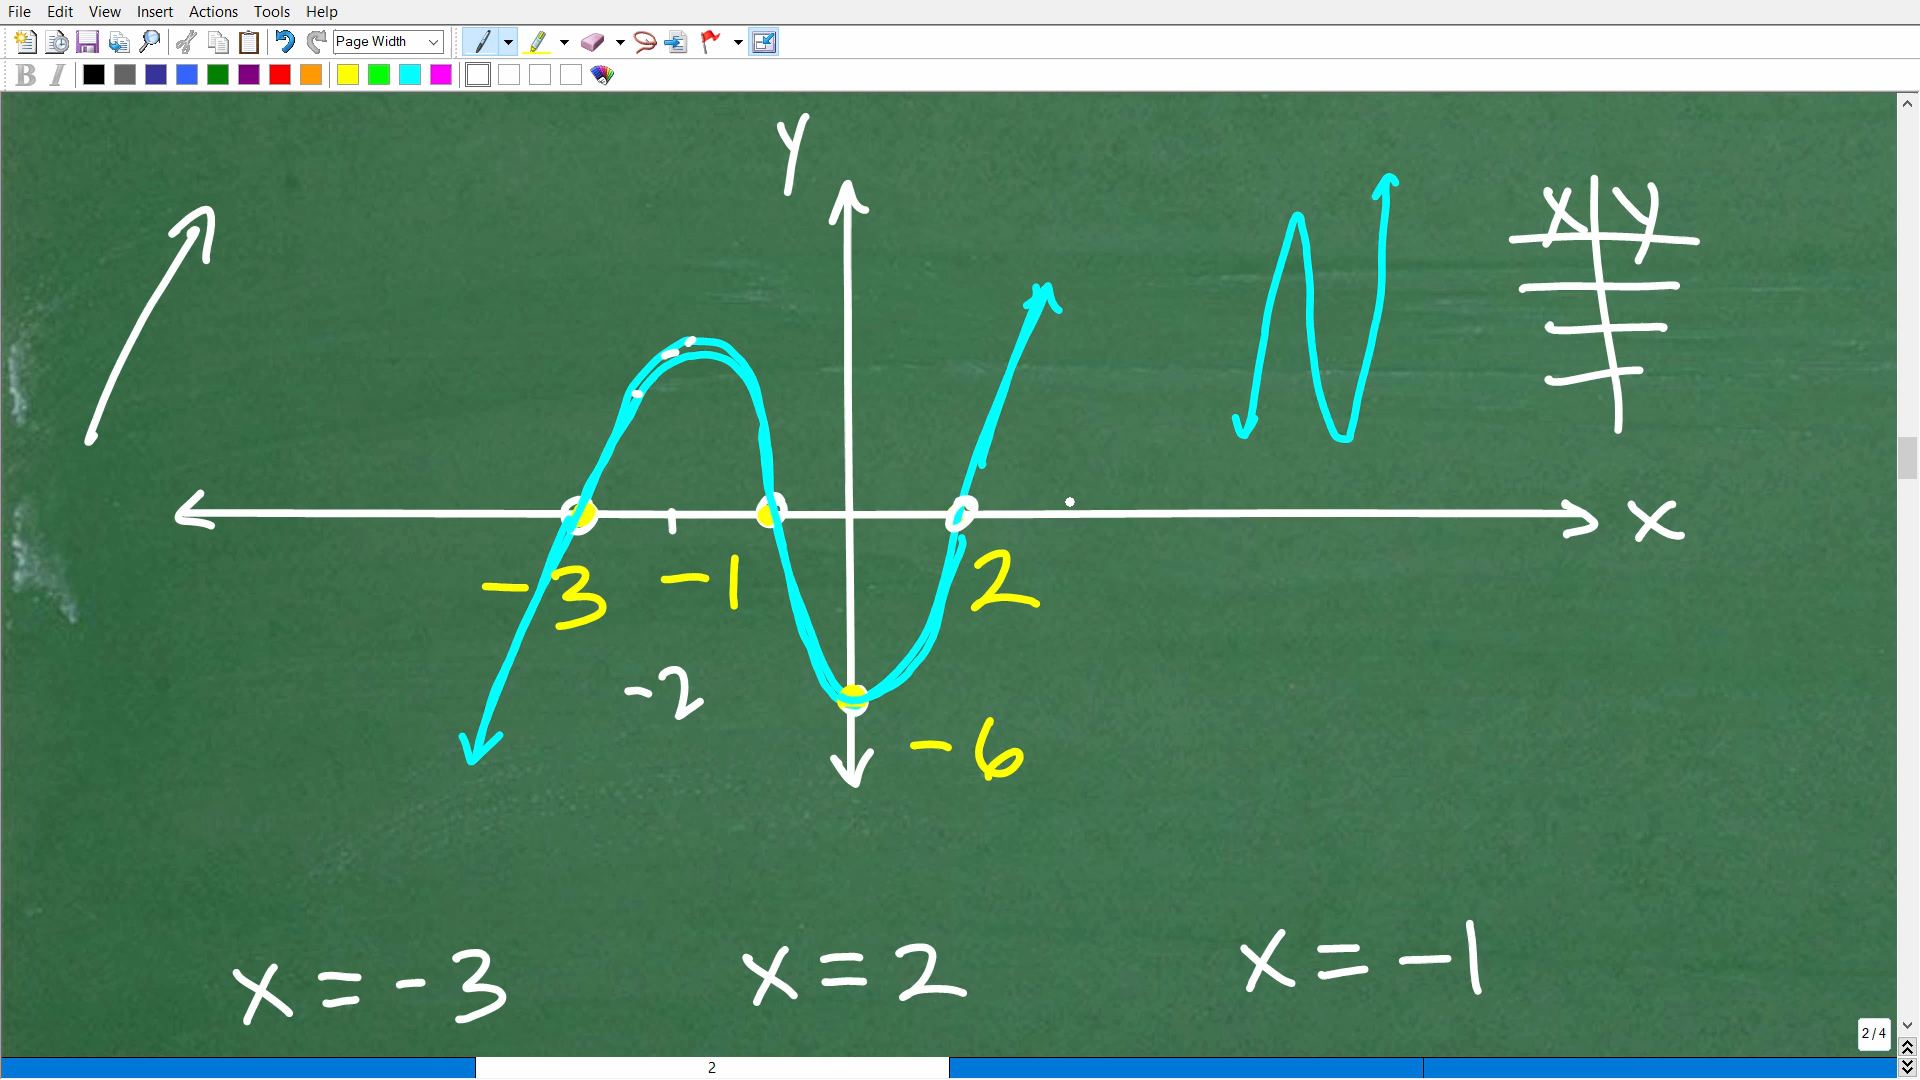 File Edit View Insert Actions Tools Help
Page Width
B I
Y
X Y
X
-3 -1 2
-2
-6
x = -3 x = 2 x = -1
2 / 4
2